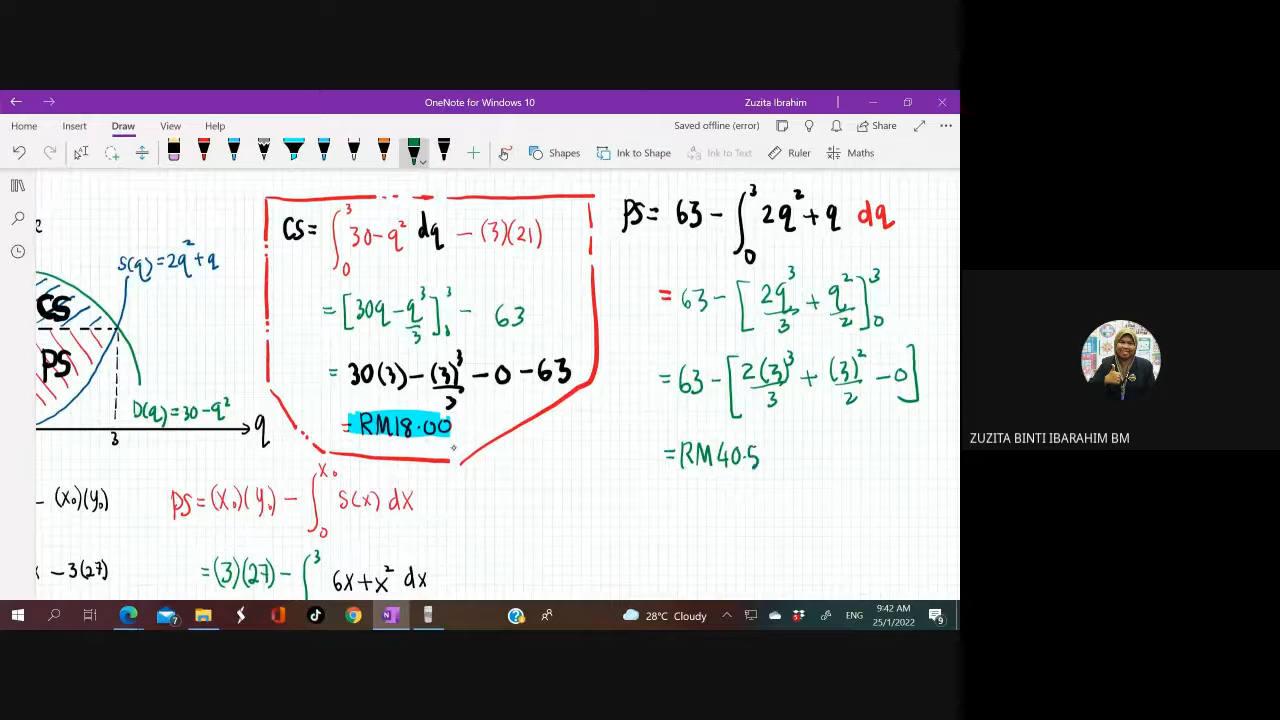 OneNote for Windows 10
Zuzita Ibrahim
Home Insert Draw View Help
Saved offline (error)
Share
Shapes
Ink to Shape
Ink to Text
Ruler
Maths
S(q)=2q²+q
CS
PS
D(q)=30-q²
3
q
CS = ∫₀³ 30-q² dq - (3)(21)
= [30q - q³/3]₀³ - 63
= 30(3) - (3)³/3 - 0 - 63
= RM18.00
PS = 63 - ∫₀³ 2q²+q dq
= 63 - [2q³/3 + q²/2]₀³
= 63 - [2(3)³/3 + (3)²/2 - 0]
= RM40.5
- (x₀)(y₀)
PS = (x₀)(y₀) - ∫₀^x₀ S(x) dx
- 3(27)
= (3)(27) - ∫³ 6x+x² dx
ZUZITA BINTI IBARAHIM BM
7
28°C Cloudy
ENG
9:42 AM
25/1/2022
9